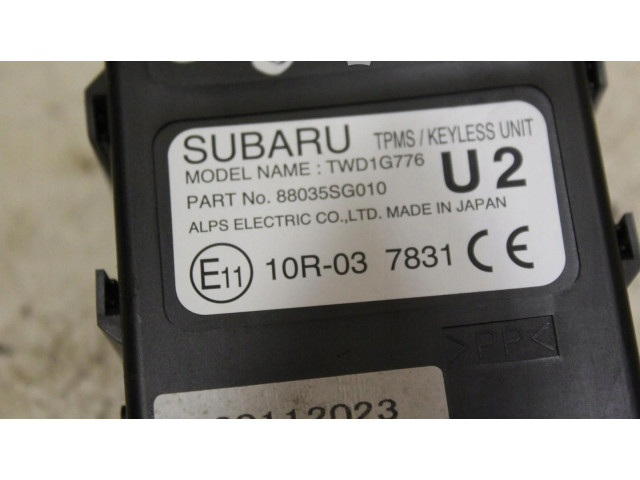 SUBARU TPMS / KEYLESS UNIT
MODEL NAME : TWD1G776 U2
PART No. 88035SG010
ALPS ELECTRIC CO.,LTD. MADE IN JAPAN
E11 10R-03 7831 CE
>PP<